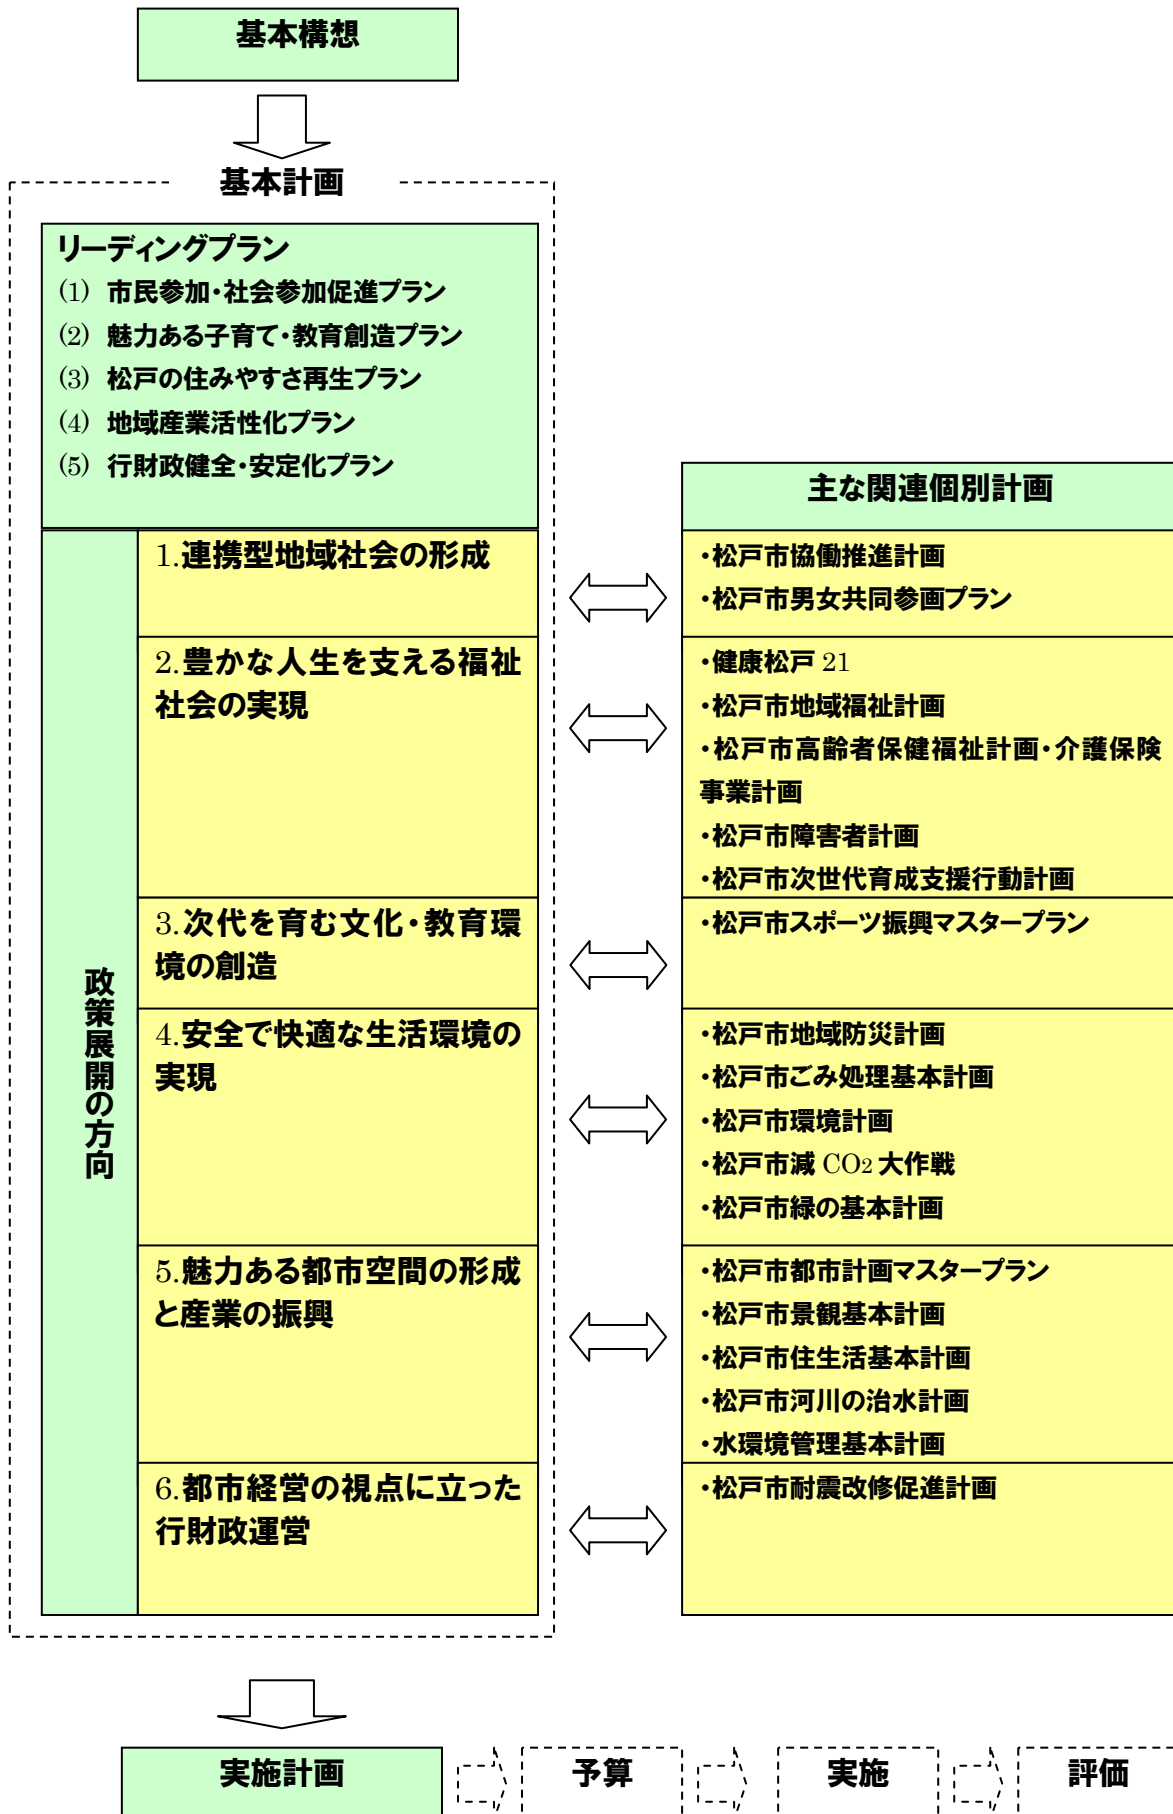 基本構想
基本計画
リーディングプラン
(1) 市民参加・社会参加促進プラン
(2) 魅力ある子育て・教育創造プラン
(3) 松戸の住みやすさ再生プラン
(4) 地域産業活性化プラン
(5) 行財政健全・安定化プラン
政策展開の方向
1.連携型地域社会の形成
2.豊かな人生を支える福祉
社会の実現
3.次代を育む文化・教育環
境の創造
4.安全で快適な生活環境の
実現
5.魅力ある都市空間の形成
と産業の振興
6.都市経営の視点に立った
行財政運営
主な関連個別計画
・松戸市協働推進計画
・松戸市男女共同参画プラン
・健康松戸 21
・松戸市地域福祉計画
・松戸市高齢者保健福祉計画・介護保険
事業計画
・松戸市障害者計画
・松戸市次世代育成支援行動計画
・松戸市スポーツ振興マスタープラン
・松戸市地域防災計画
・松戸市ごみ処理基本計画
・松戸市環境計画
・松戸市減 CO2 大作戦
・松戸市緑の基本計画
・松戸市都市計画マスタープラン
・松戸市景観基本計画
・松戸市住生活基本計画
・松戸市河川の治水計画
・水環境管理基本計画
・松戸市耐震改修促進計画
実施計画
予算
実施
評価